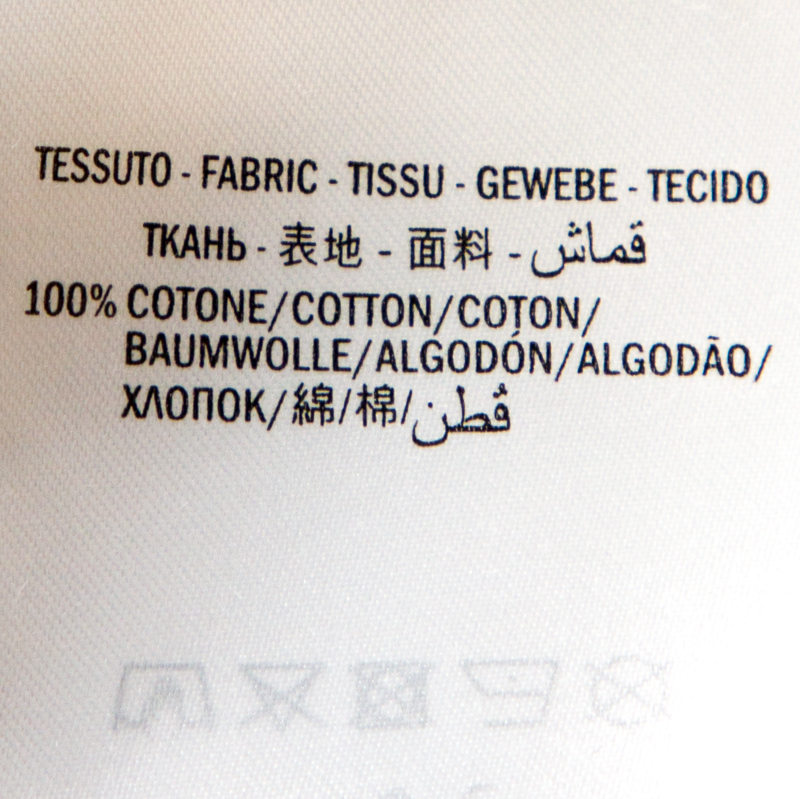 TESSUTO - FABRIC - TISSU - GEWEBE - TECIDO
ТКАНЬ - 表地 - 面料 - قماش
100% COTONE/COTTON/COTON/
BAUMWOLLE/ALGODÓN/ALGODÃO/
ХЛОПОК/綿/棉/قطن